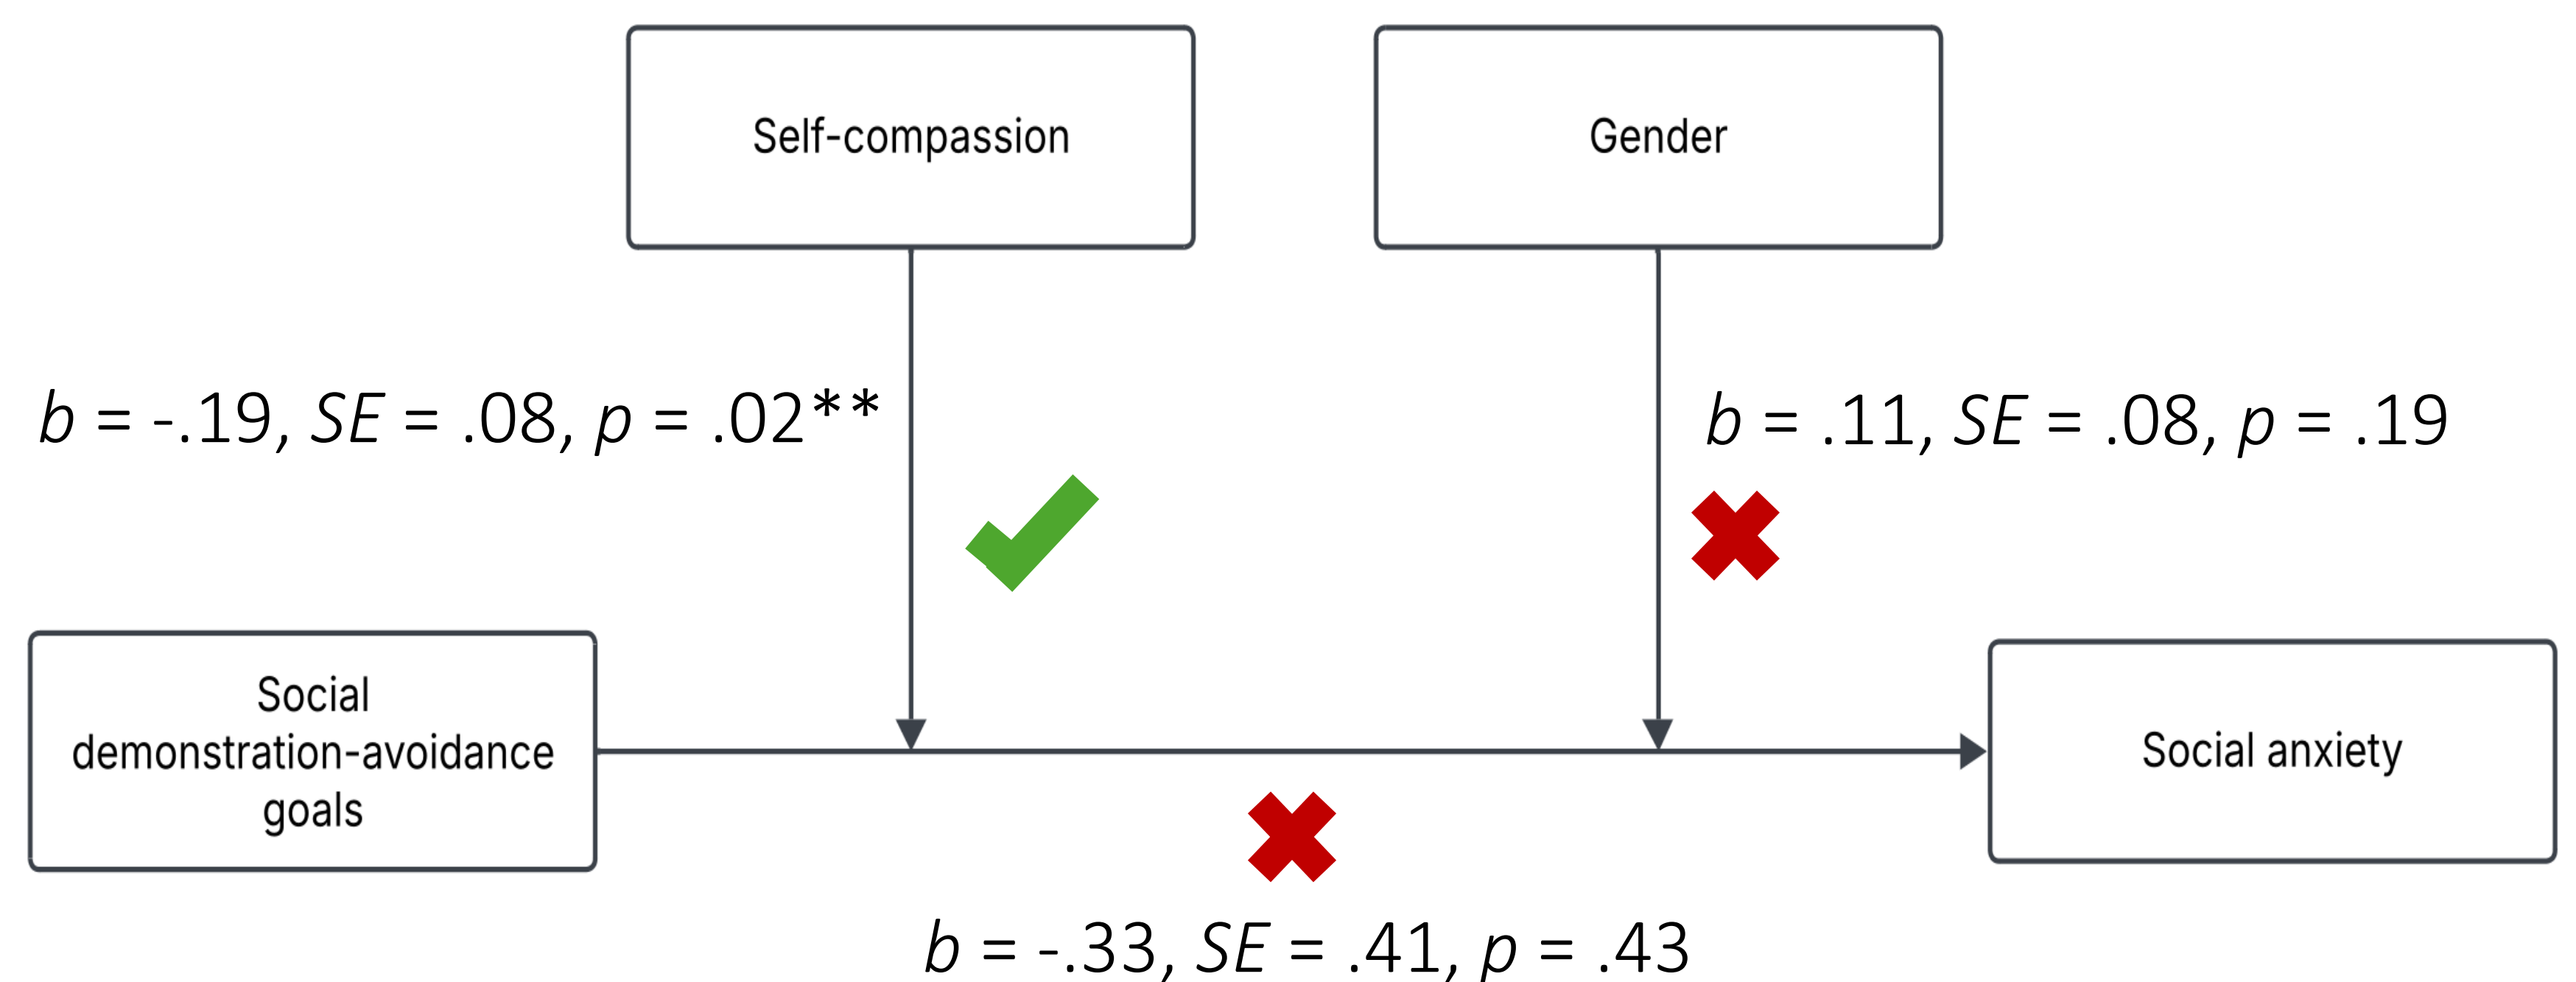 Self-compassion
Gender
b = -.19, SE = .08, p = .02**
b = .11, SE = .08, p = .19
Social
demonstration-avoidance
goals
Social anxiety
b = -.33, SE = .41, p = .43